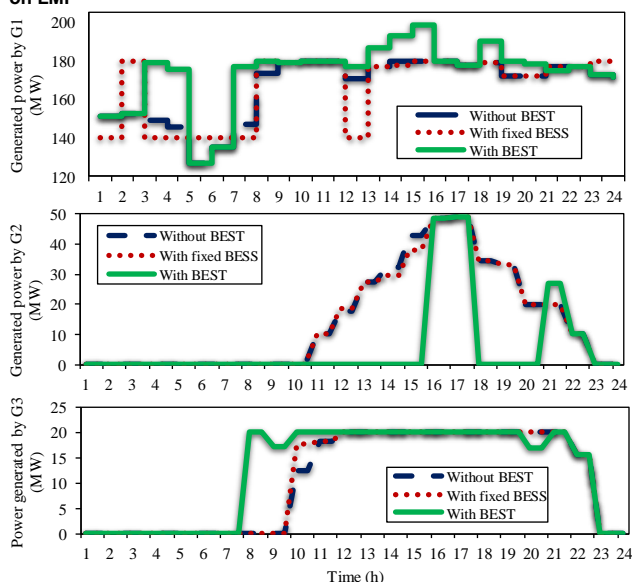 on LMP
Generated power by G1
(MW)
200
180
160
140
120
Without BEST
With fixed BESS
With BEST
1 2 3 4 5 6 7 8 9 10 11 12 13 14 15 16 17 18 19 20 21 22 23 24
Generated power by G2
(MW)
50
40
30
20
10
0
Without BEST
With fixed BESS
With BEST
1 2 3 4 5 6 7 8 9 10 11 12 13 14 15 16 17 18 19 20 21 22 23 24
Power generated by G3
(MW)
25
20
15
10
5
0
Without BEST
With fixed BESS
With BEST
1 2 3 4 5 6 7 8 9 10 11 12 13 14 15 16 17 18 19 20 21 22 23 24
Time (h)